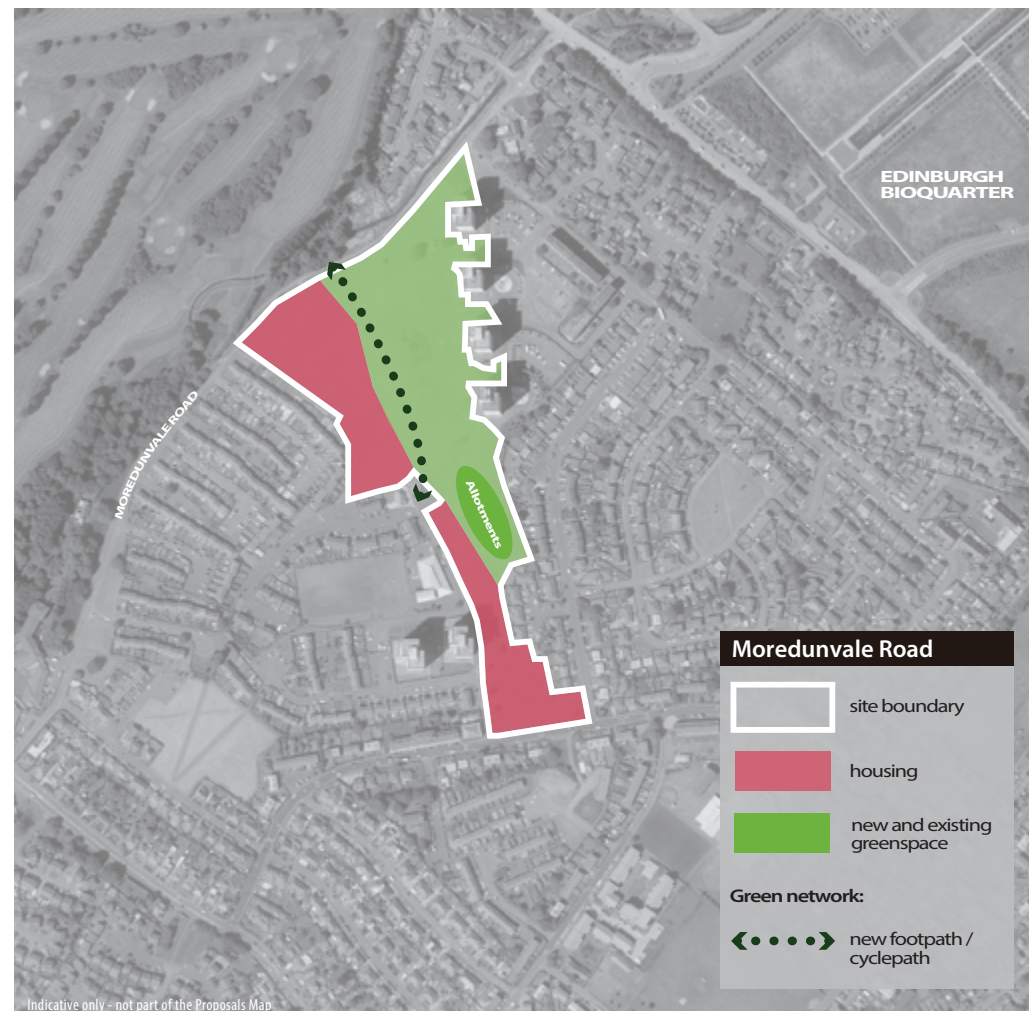 EDINBURGH
BIOQUARTER
MOREDUNVALE ROAD
Allotments
Moredunvale Road
site boundary
housing
new and existing
greenspace
Green network:
new footpath /
cyclepath
Indicative only - not part of the Proposals Map